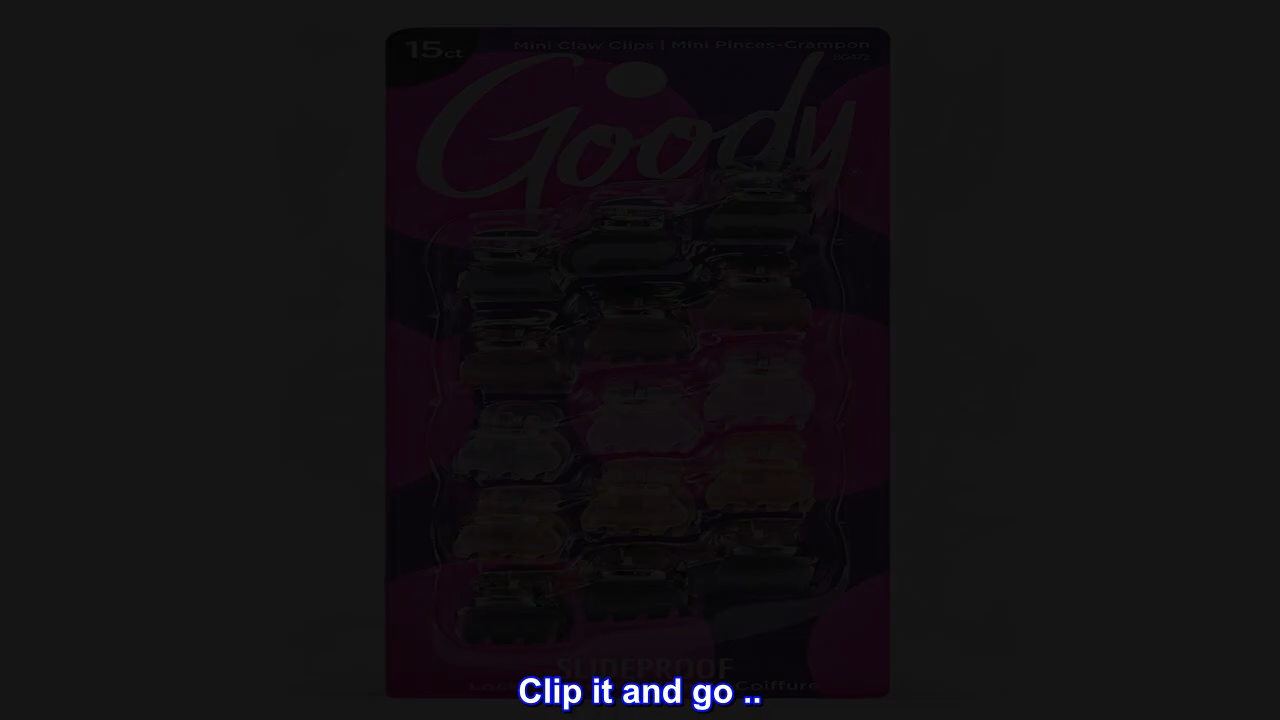 15ct
Mini Claw Clips | Mini Pinces-Crampon
Goody
SLIDEPROOF
Clip it and go ..